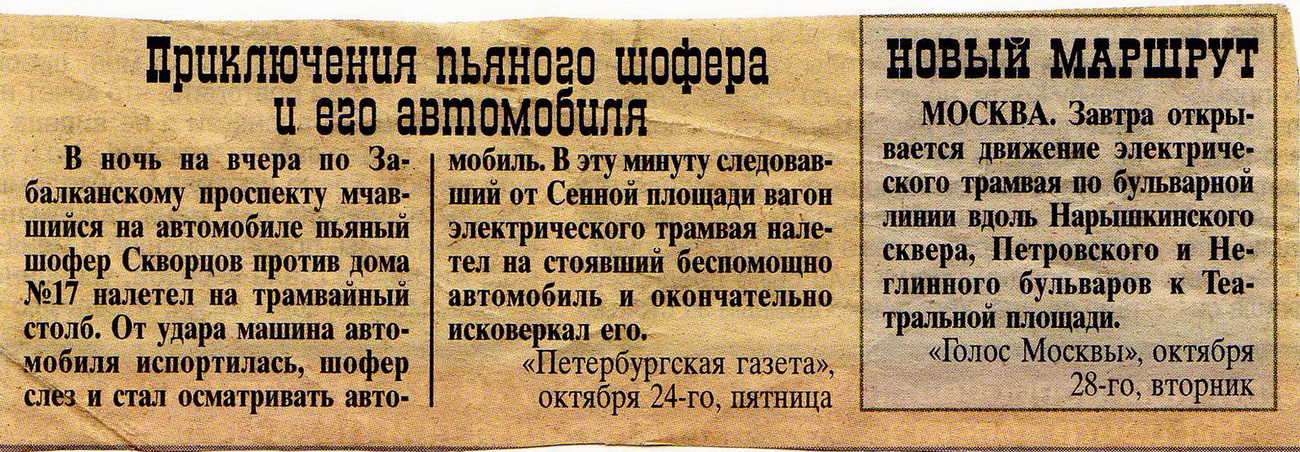 Приключения пьяного шофера
и его автомобиля
В ночь на вчера по За-
балканскому проспекту мчав-
шийся на автомобиле пьяный
шофер Скворцов против дома
№17 налетел на трамвайный
столб. От удара машина авто-
мобиля испортилась, шофер
слез и стал осматривать авто-
мобиль. В эту минуту следовав-
ший от Сенной площади вагон
электрического трамвая нале-
тел на стоявший беспомощно
автомобиль и окончательно
исковеркал его.
«Петербургская газета»,
октября 24-го, пятница
НОВЫЙ МАРШРУТ
МОСКВА. Завтра откры-
вается движение электриче-
ского трамвая по бульварной
линии вдоль Нарышкинского
сквера, Петровского и Не-
глинного бульваров к Теа-
тральной площади.
«Голос Москвы», октября
28-го, вторник